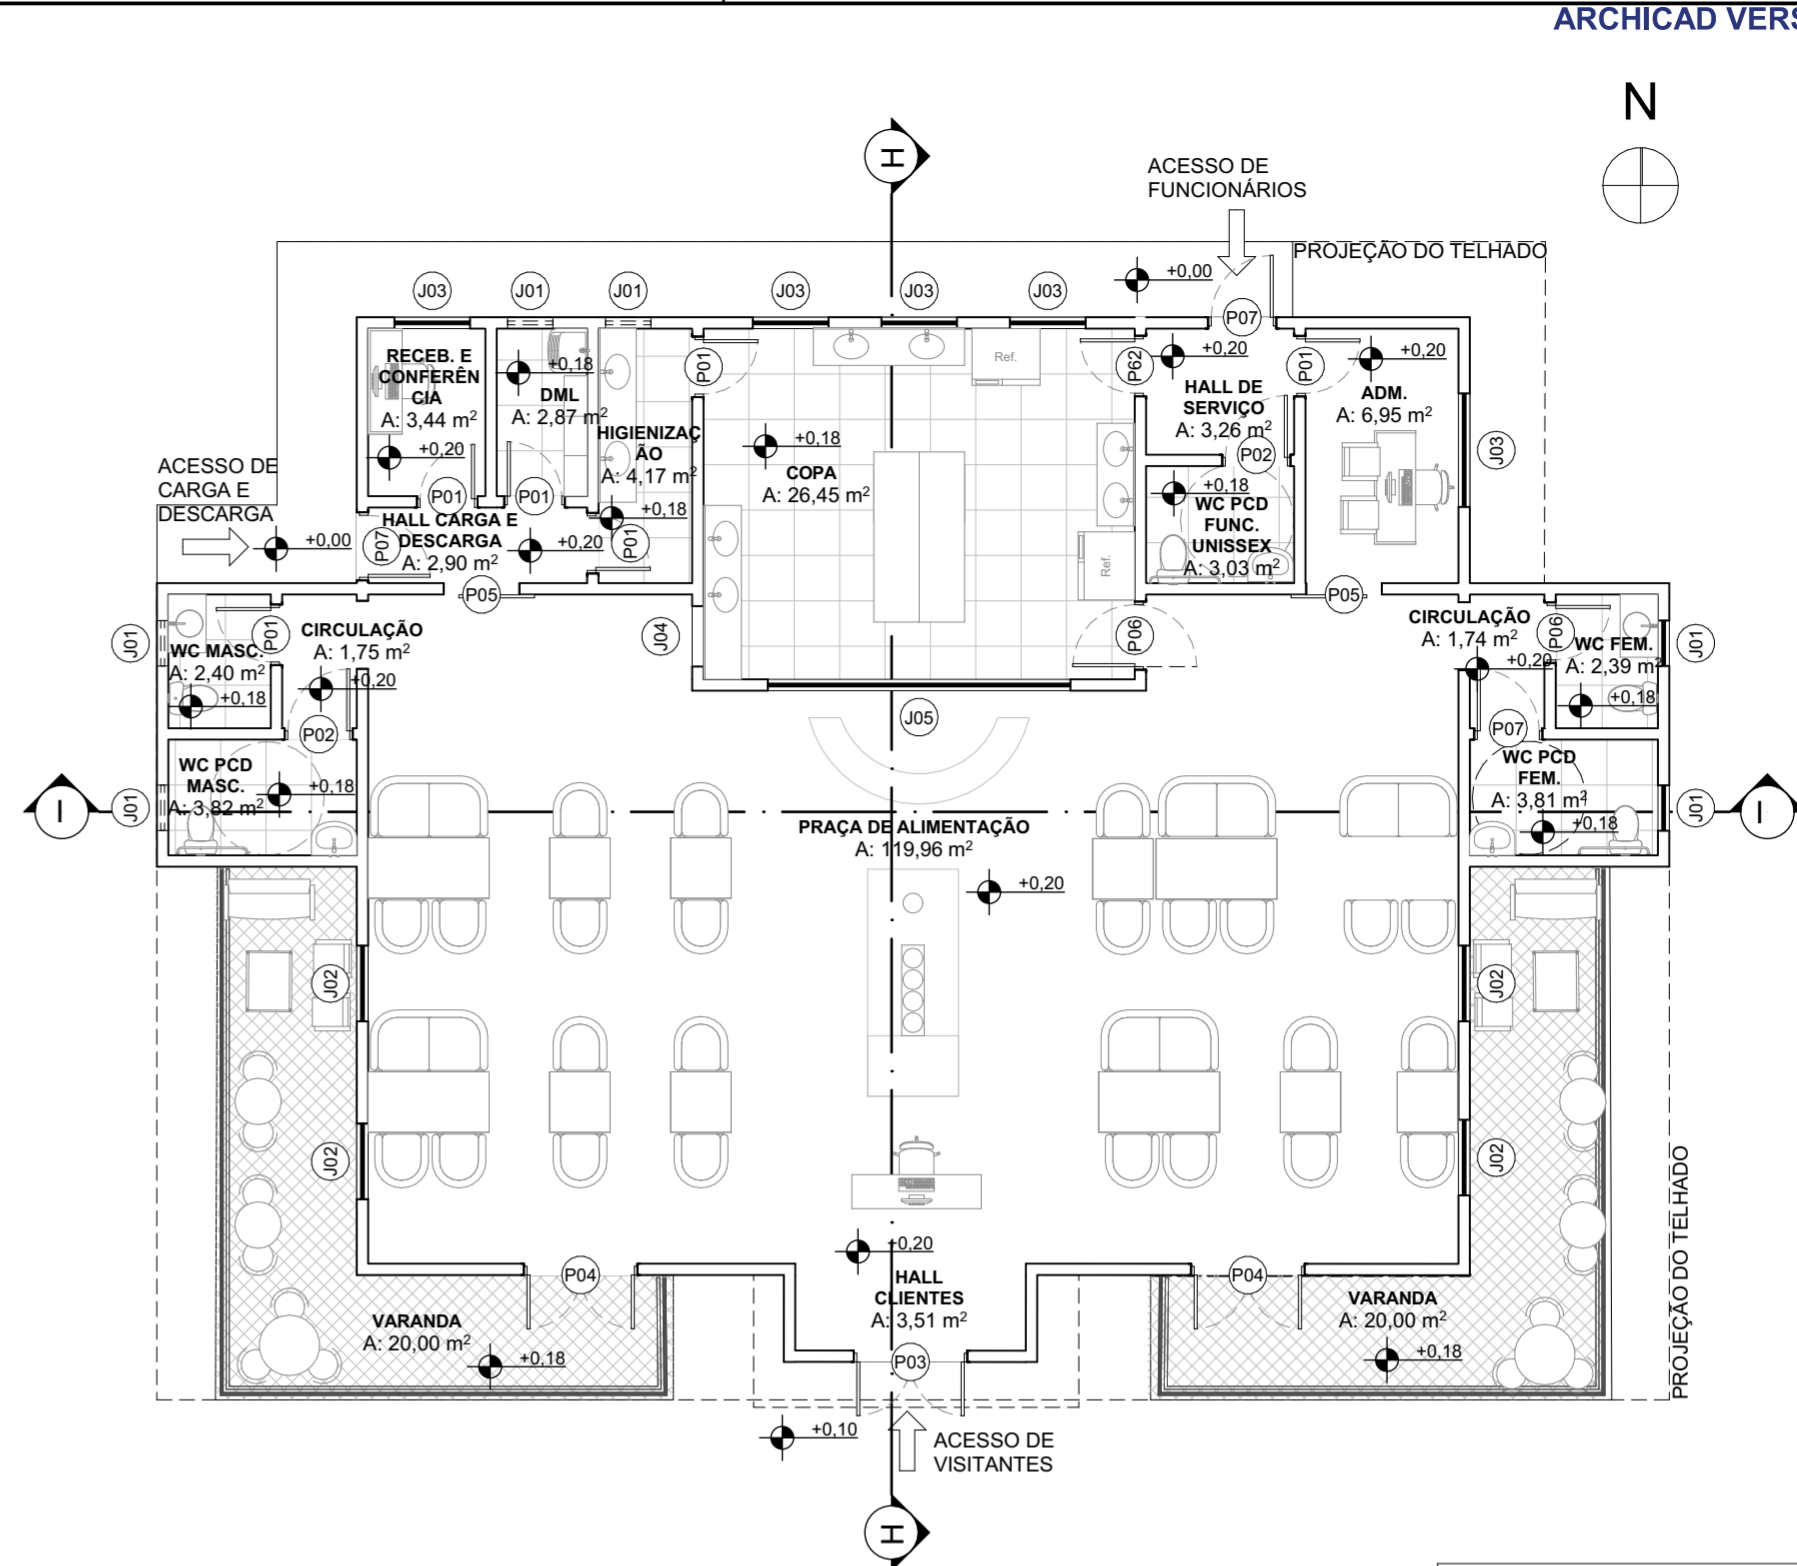 ARCHICAD VERS
N
H
ACESSO DE
FUNCIONÁRIOS
PROJEÇÃO DO TELHADO
+0,00
J03
J01
J01
J03
J03
J03
P07
RECEB. E
CONFERÊN
CIA
A: 3,44 m²
+0,20
+0,18
DML
A: 2,87 m²
HIGIENIZAÇ
ÃO
A: 4,17 m²
+0,18
P01
+0,18
COPA
A: 26,45 m²
Ref.
Ref.
P62
+0,20
HALL DE
SERVIÇO
A: 3,26 m²
P01
+0,20
ADM.
A: 6,95 m²
J03
P02
+0,18
WC PCD
FUNC.
UNISSEX
A: 3,03 m²
ACESSO DE
CARGA E
DESCARGA
+0,00
P07
P01
P01
HALL CARGA E
DESCARGA
A: 2,90 m²
+0,20
P01
P05
P05
J01
WC MASC.
A: 2,40 m²
+0,18
P01
CIRCULAÇÃO
A: 1,75 m²
+0,20
J04
P06
CIRCULAÇÃO
A: 1,74 m²
+0,20
P06
WC FEM.
A: 2,39 m²
+0,18
J01
P02
J05
P07
WC PCD
MASC.
A: 3,82 m²
+0,18
WC PCD
FEM.
A: 3,81 m²
+0,18
I
J01
J01
I
PRAÇA DE ALIMENTAÇÃO
A: 119,96 m²
+0,20
J02
J02
J02
J02
PROJEÇÃO DO TELHADO
+0,20
P04
P04
HALL
CLIENTES
A: 3,51 m²
VARANDA
A: 20,00 m²
+0,18
VARANDA
A: 20,00 m²
+0,18
P03
+0,10
ACESSO DE
VISITANTES
H